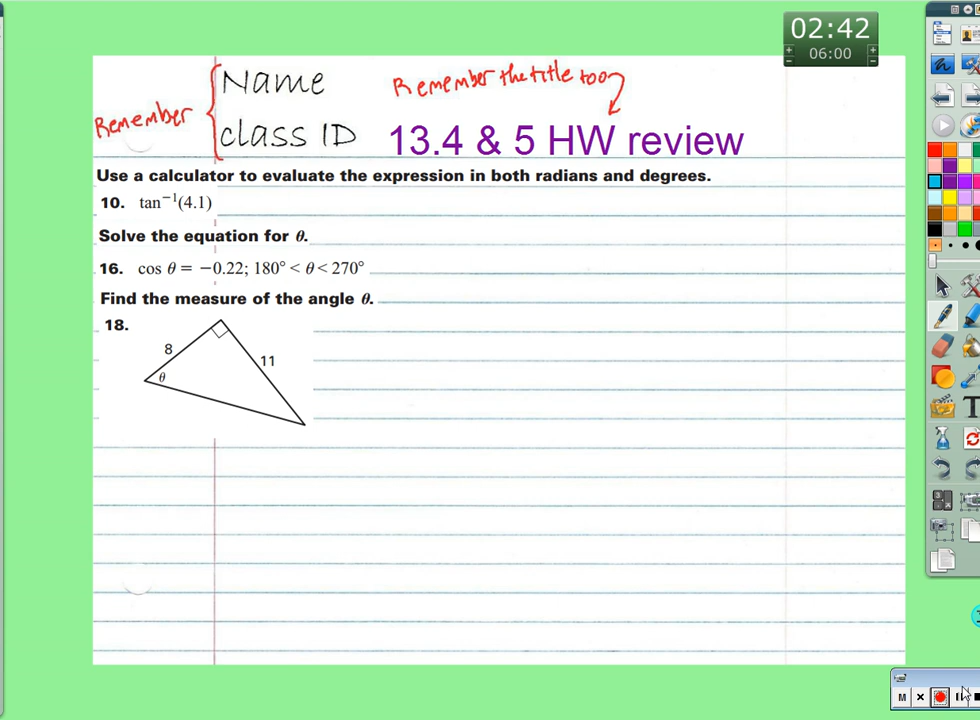 02:42
06:00
Remember
Name
class ID
Remember the title too
13.4 & 5 HW review
Use a calculator to evaluate the expression in both radians and degrees.
10. tan⁻¹(4.1)
Solve the equation for θ.
16. cos θ = −0.22; 180° < θ < 270°
Find the measure of the angle θ.
18.
8
11
θ
T
M